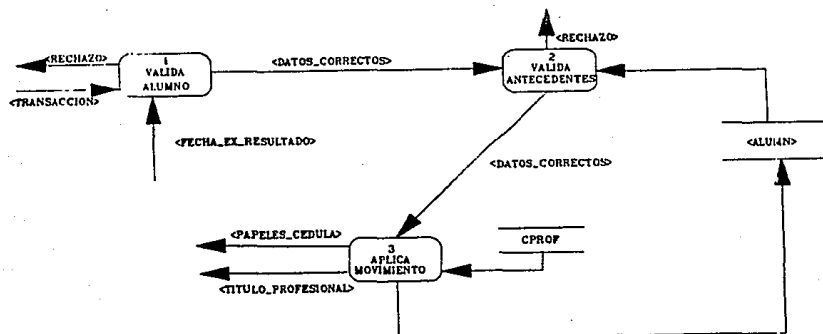 <RECHAZO>
1
VALIDA
ALUMNO
<TRANSACCION>
<DATOS_CORRECTOS>
<RECHAZO>
2
VALIDA
ANTECEDENTES
<FECHA_EX_RESULTADO>
<ALUMN>
<DATOS_CORRECTOS>
<PAPELES_CEDULA>
3
APLICA
MOVIMIENTO
CPROF
<TITULO_PROFESIONAL>